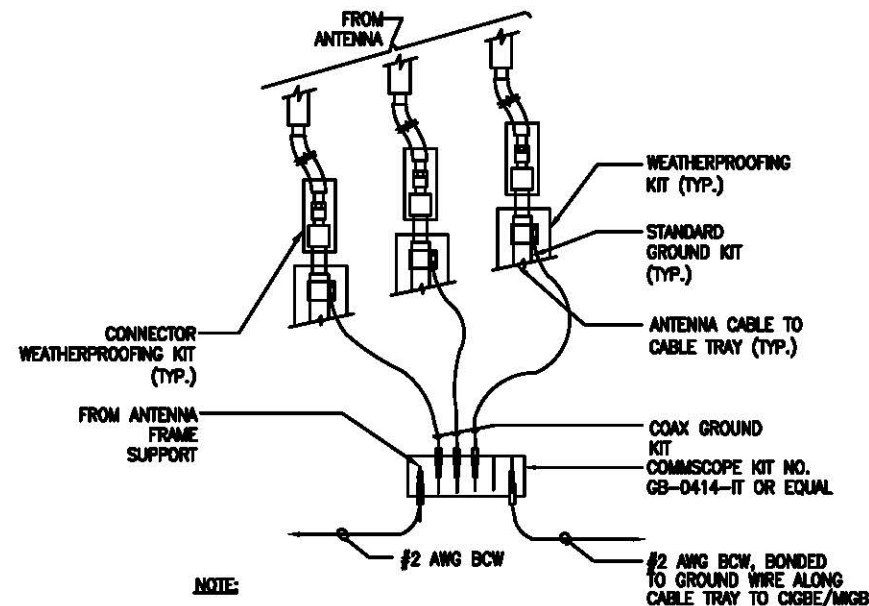 FROM
ANTENNA
WEATHERPROOFING
KIT (TYP.)
STANDARD
GROUND KIT
(TYP.)
ANTENNA CABLE TO
CABLE TRAY (TYP.)
CONNECTOR
WEATHERPROOFING KIT
(TYP.)
FROM ANTENNA
FRAME
SUPPORT
COAX GROUND
KIT
COMMSCOPE KIT NO.
GB-0414-IT OR EQUAL
#2 AWG BCW
#2 AWG BCW, BONDED
TO GROUND WIRE ALONG
CABLE TRAY TO CIGBE/MIGB
NOTE: